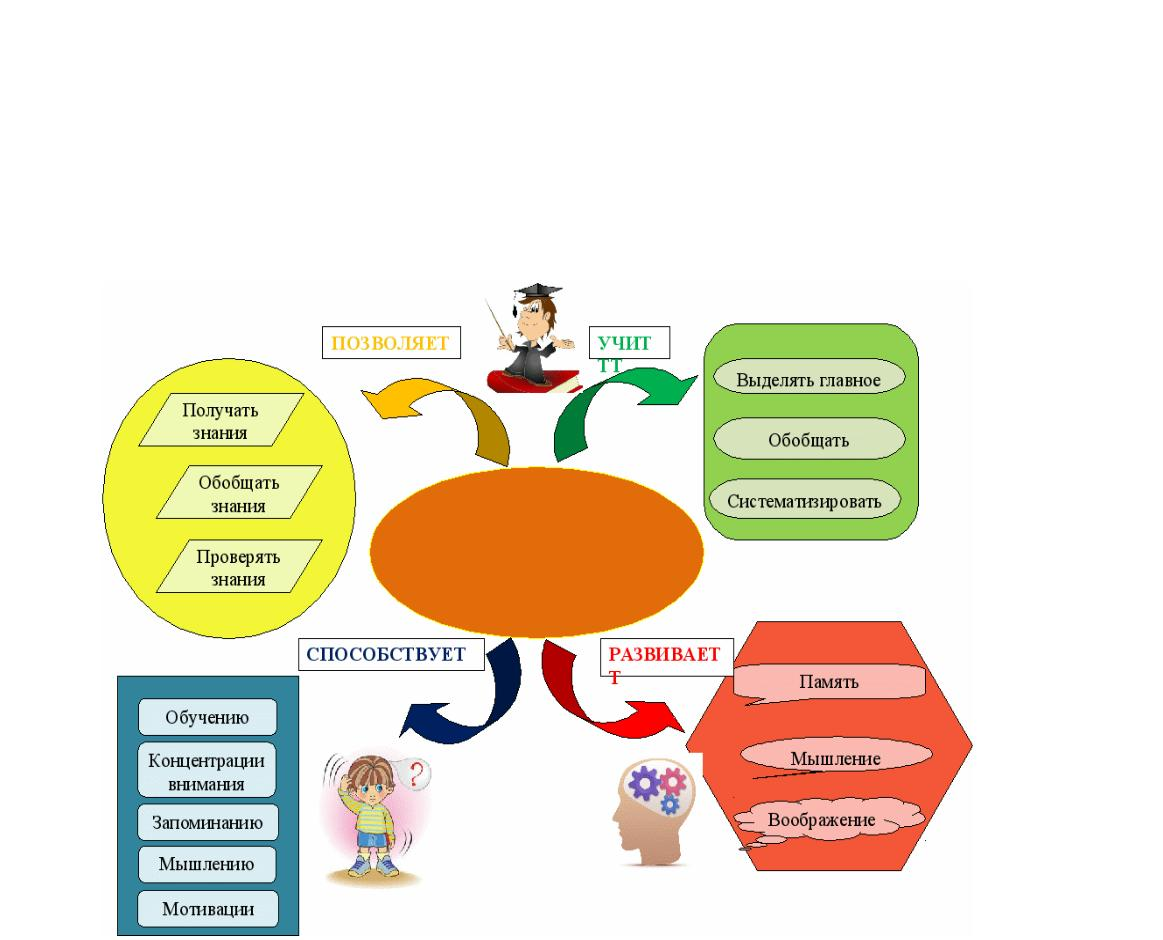 ПОЗВОЛЯЕТ
УЧИТ
ТТ
Получать
знания
Обобщать
знания
Проверять
знания
Выделять главное
Обобщать
Систематизировать
СПОСОБСТВУЕТ
РАЗВИВАЕТ
Т
Обучению
Концентрации
внимания
Запоминанию
Мышлению
Мотивации
?
Память
Мышление
Воображение